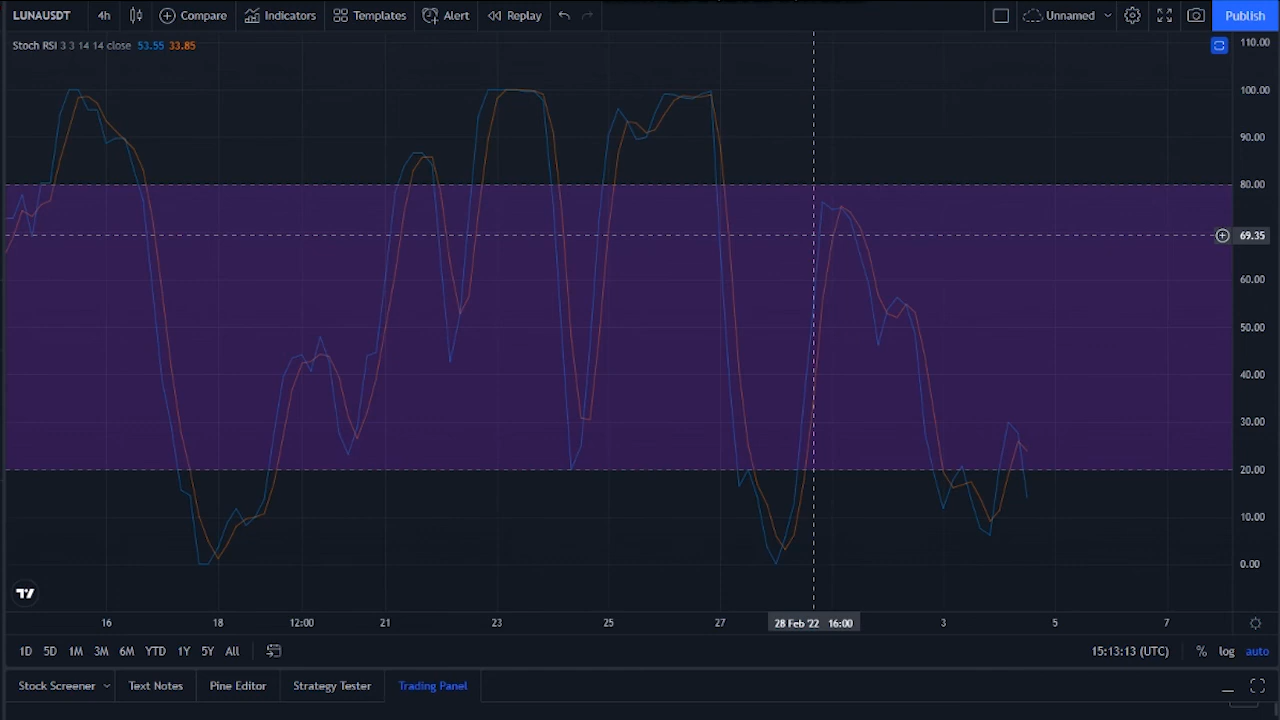 LUNAUSDT 4h Compare Indicators Templates Alert Replay Unnamed Publish
Stoch RSI 3 3 14 14 close 53.55 33.85
110.00
100.00
90.00
80.00
69.35
60.00
50.00
40.00
30.00
20.00
10.00
0.00
16 18 12:00 21 23 25 27 28 Feb '22 16:00 3 5 7
1D 5D 1M 3M 6M YTD 1Y 5Y All 15:13:13 (UTC) % log auto
Stock Screener Text Notes Pine Editor Strategy Tester Trading Panel